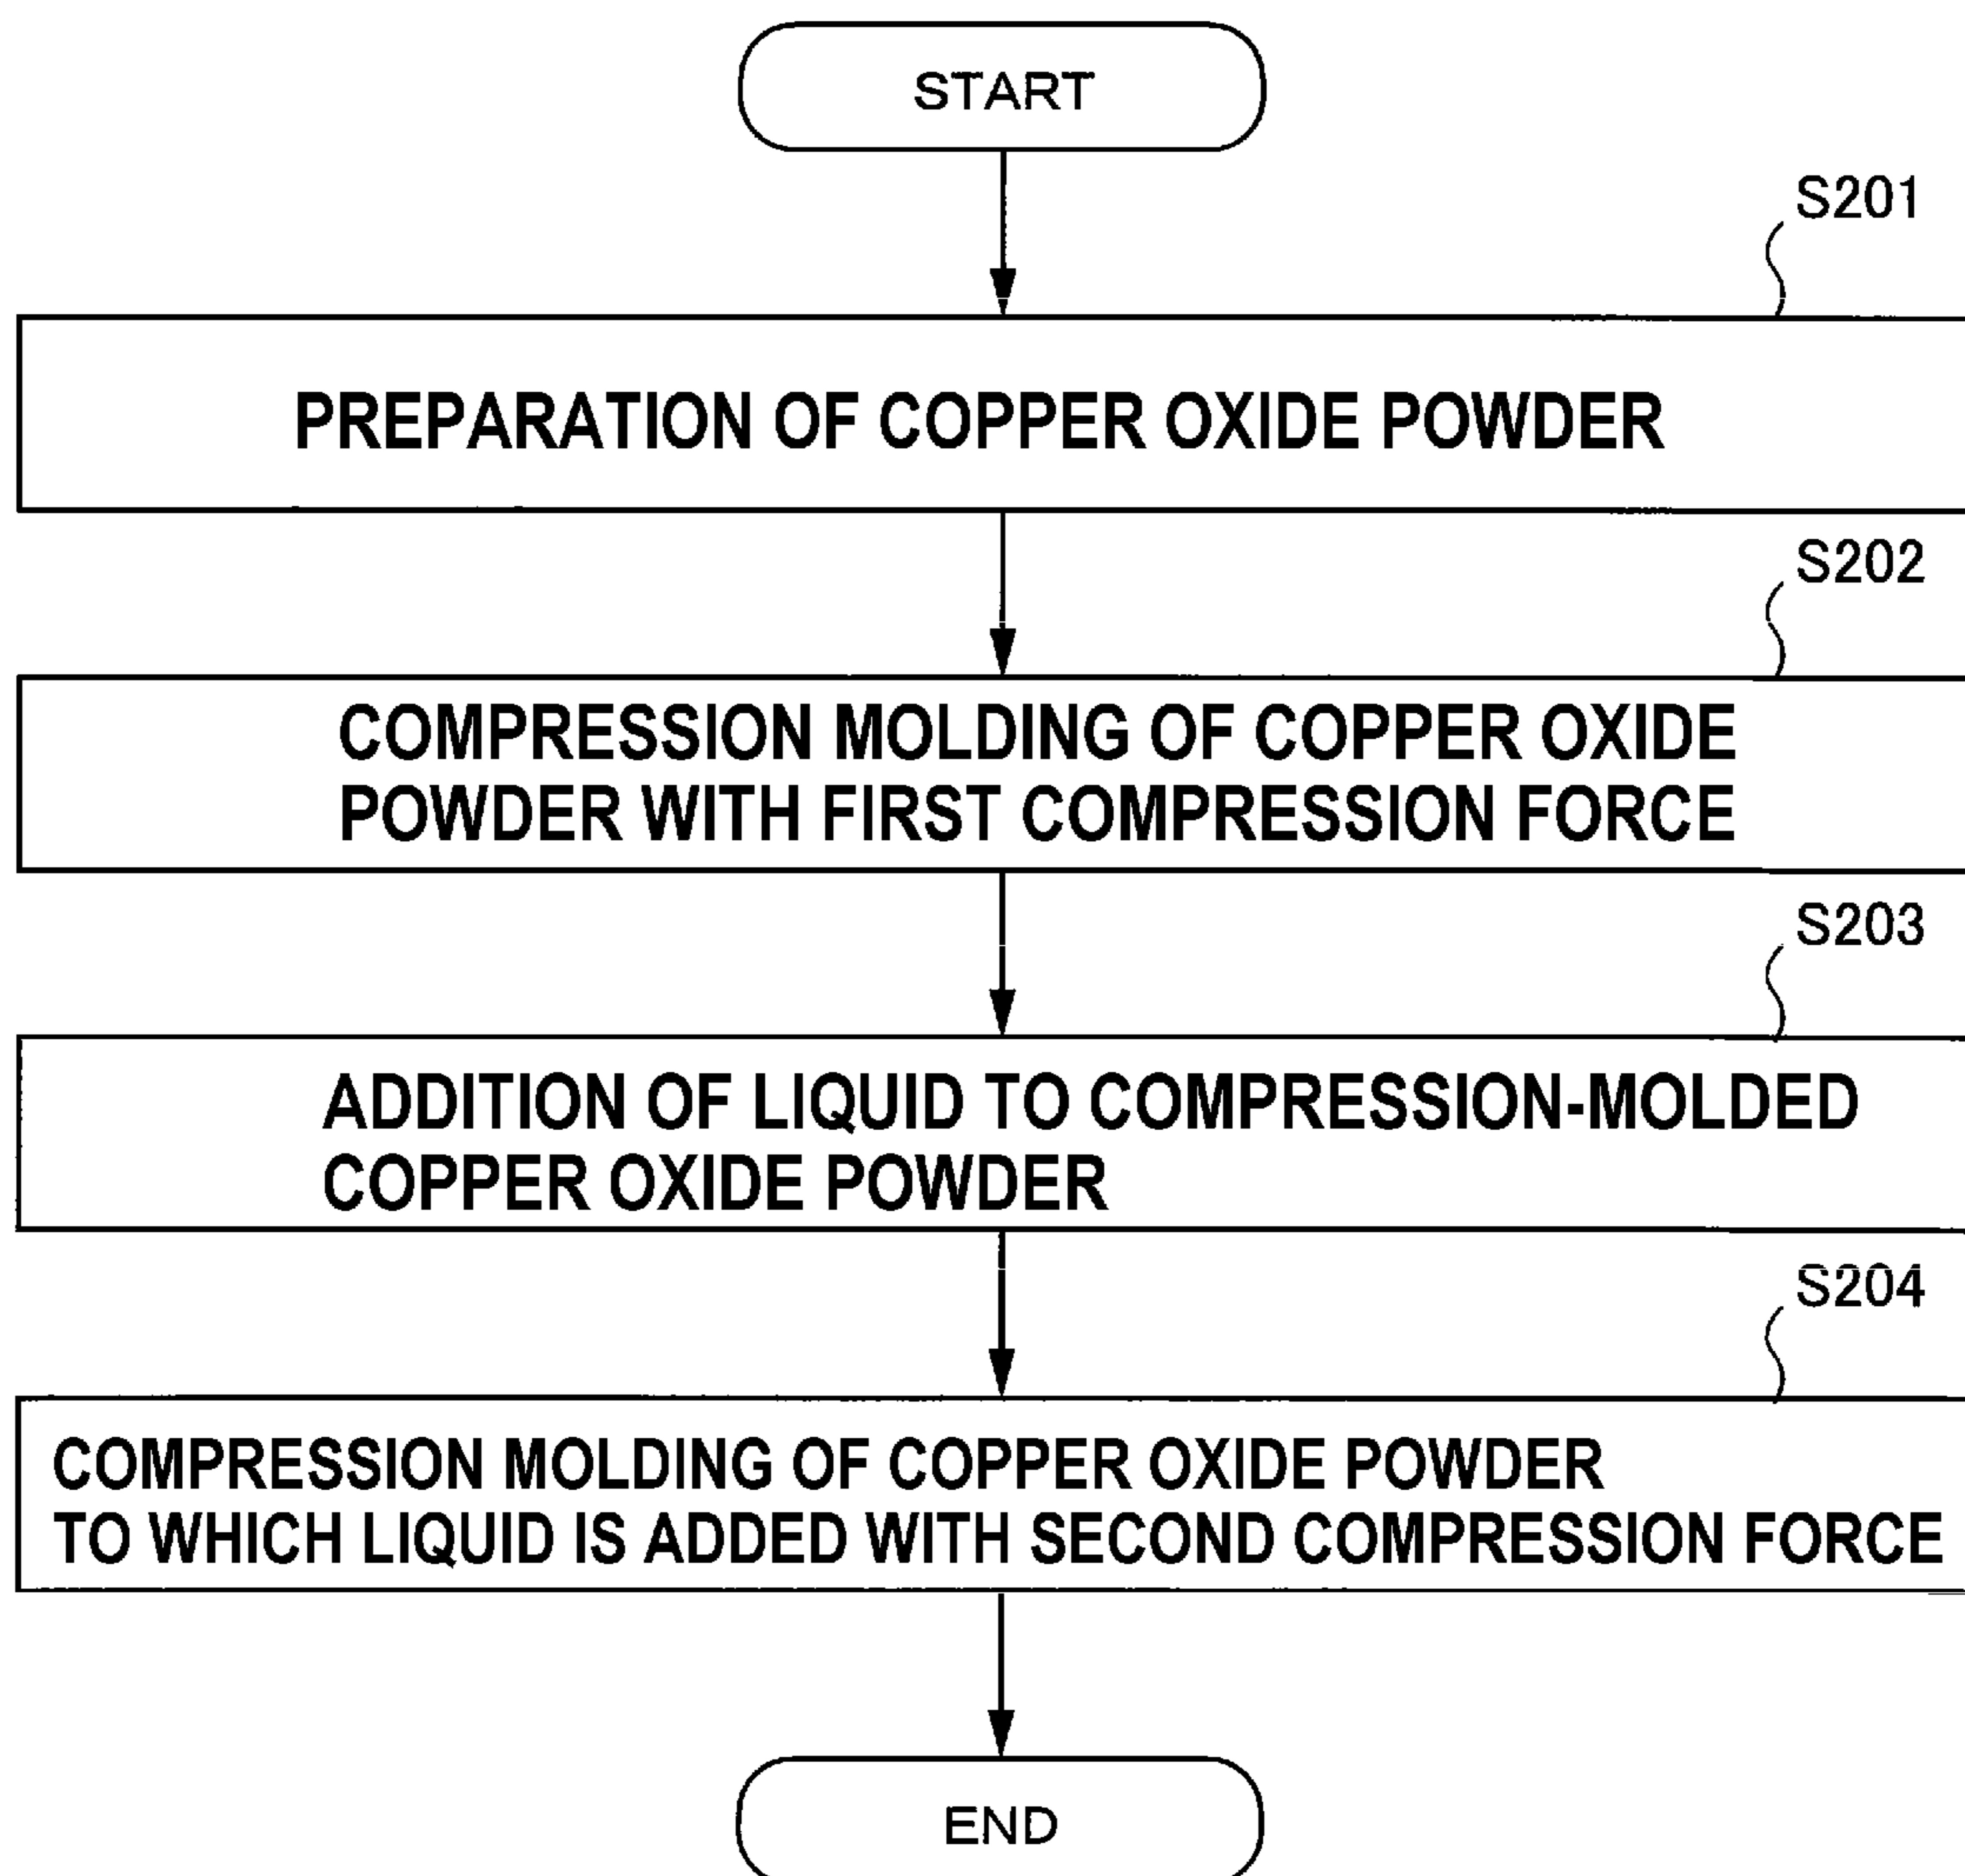 START
S201
PREPARATION OF COPPER OXIDE POWDER
S202
COMPRESSION MOLDING OF COPPER OXIDE
POWDER WITH FIRST COMPRESSION FORCE
S203
ADDITION OF LIQUID TO COMPRESSION-MOLDED
COPPER OXIDE POWDER
S204
COMPRESSION MOLDING OF COPPER OXIDE POWDER
TO WHICH LIQUID IS ADDED WITH SECOND COMPRESSION FORCE
END